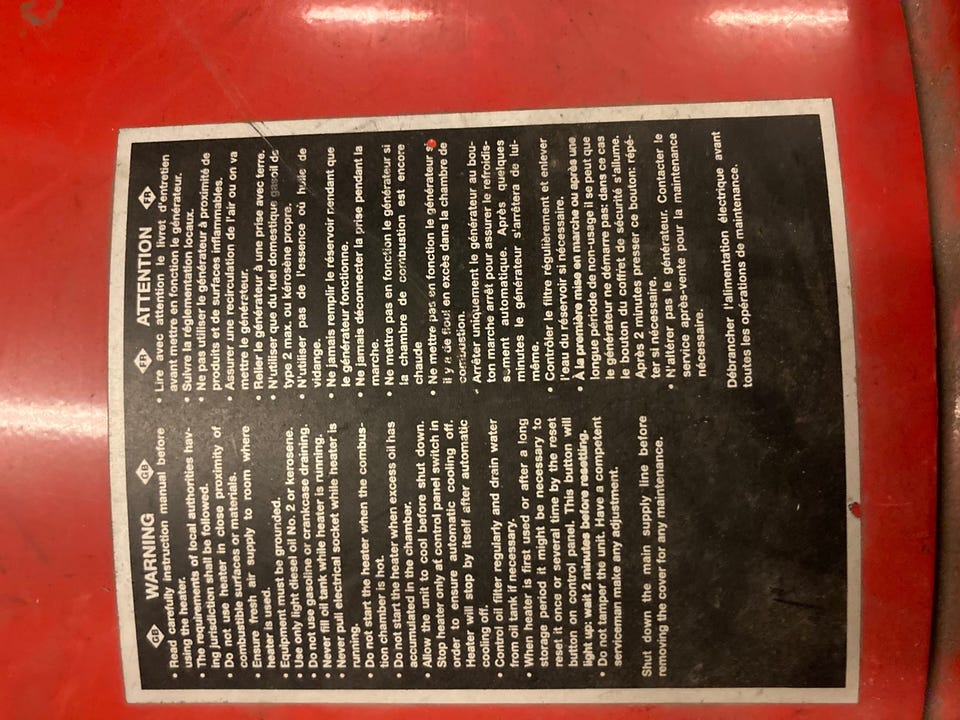 GB WARNING GB
• Read carefully instruction manual before
using the heater.
• The requirements of local authorities hav-
ing jurisdiction shall be followed.
• Do not use heater in close proximity of
combustible surfaces or materials.
• Ensure fresh air supply to room where
heater is used.
• Equipment must be grounded.
• Use only light diesel oil No. 2 or kerosene.
• Do not use gasoline or crankcase draining.
• Never fill oil tank while heater is running.
• Never pull electrical socket while heater is
running.
• Do not start the heater when the combus-
tion chamber is hot.
• Do not start the heater when excess oil has
accumulated in the chamber.
• Allow the unit to cool before shut down.
Stop heater only at control panel switch in
order to ensure automatic cooling off.
Heater will stop by itself after automatic
cooling off.
• Control oil filter regularly and drain water
from oil tank if necessary.
• When heater is first used or after a long
storage period it might be necessary to
reset it once or several time by the reset
button on control panel. This button will
light up: wait 2 minutes before resetting.
• Do not tamper the unit. Have a competent
serviceman make any adjustment.
Shut down the main supply line before
removing the cover for any maintenance.
FR ATTENTION FR
• Lire avec attention le livret d'entretien
avant mettre en fonction le générateur.
• Suivre la réglementation locaux.
• Ne pas utiliser le générateur à proximité de
produits et de surfaces inflammables.
• Assurer une recirculation de l'air ou on va
mettre le générateur.
• Relier le générateur à une prise avec terre.
• N'utiliser que du fuel domestique gasoil de
type 2 max. ou kérosène propre.
• N'utiliser pas de l'essence où huile de
vidange.
• Ne jamais remplir le réservoir pendant que
le générateur fonctionne.
• Ne jamais déconnecter la prise pendant la
marche.
• Ne mettre pas en fonction le générateur si
la chambre de combustion est encore
chaude
• Ne mettre pas en fonction le générateur si
il y a de fioul en excès dans la chambre de
combustion.
• Arrêter uniquement le générateur au bou-
ton marche arrêt pour assurer le refroidis-
sement automatique. Après quelques
minutes le générateur s'arrêtera de lui-
même.
• Contrôler le filtre régulièrement et enlever
l'eau du réservoir si nécessaire.
• A la première mise en marche ou après une
longue période de non-usage il se peut que
le générateur ne démarre pas: dans ce cas
le bouton du coffret de sécurité s'allume.
Après 2 minutes presser ce bouton: répé-
ter si nécessaire.
• N'altérer pas le générateur. Contacter le
service après-vente pour la maintenance
nécessaire.
Débrancher l'alimentation électrique avant
toutes les opérations de maintenance.